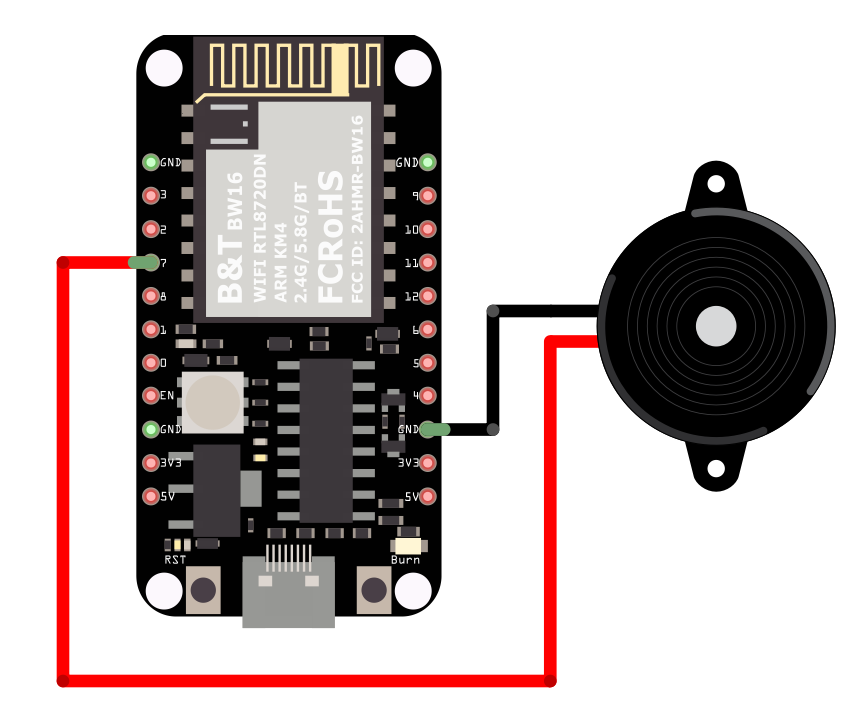 GND
3
2
7
8
1
0
EN
GND
3V3
5V
RST
B&T BW16
WIFI RTL8720DN
ARM KM4
2.4G/5.8G/BT
FCRoHS
FCC ID: 2AHMR-BW16
GND
9
10
11
12
6
5
4
GND
3V3
5V
Burn